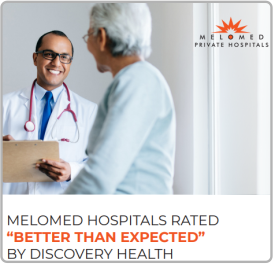 MELOMED
PRIVATE HOSPITALS
MELOMED HOSPITALS RATED
“BETTER THAN EXPECTED”
BY DISCOVERY HEALTH